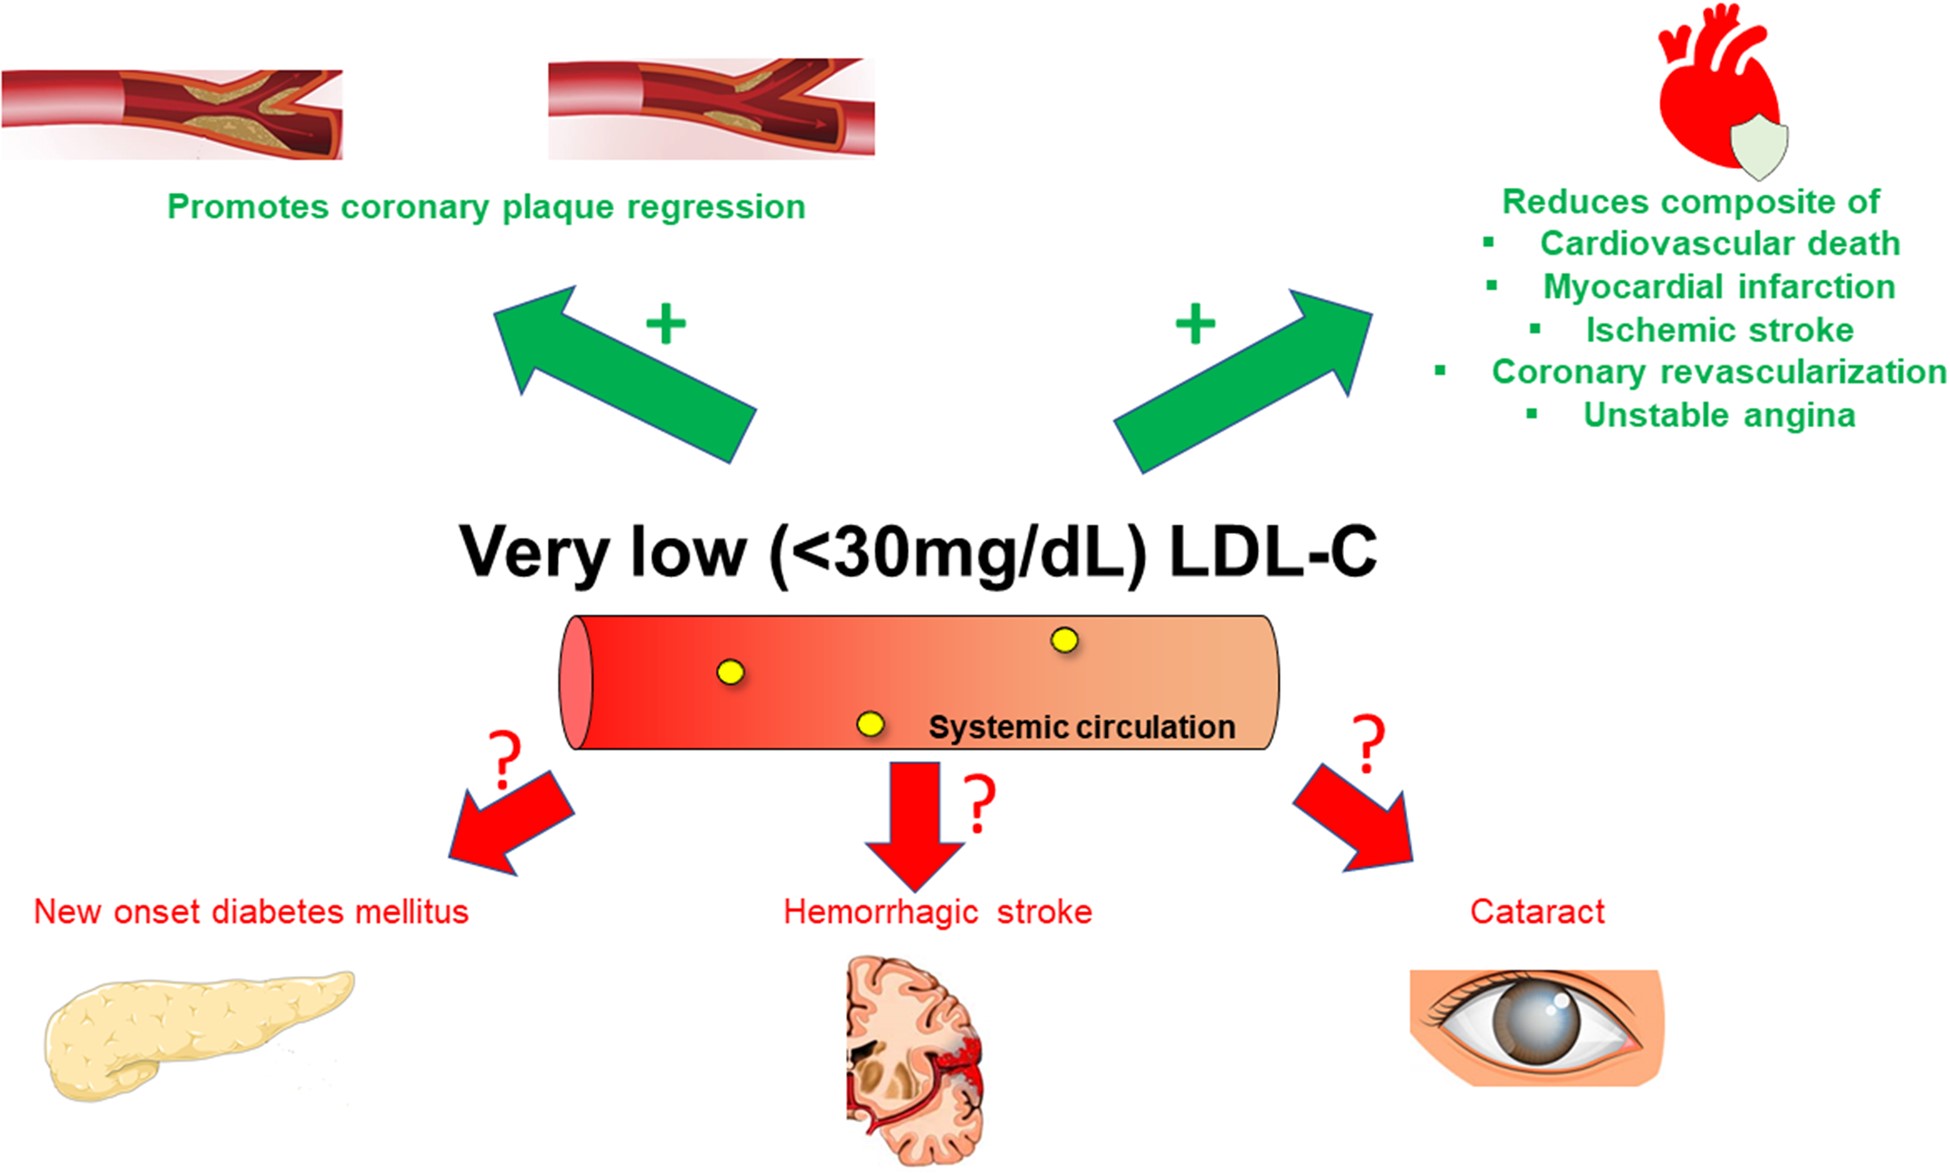 Promotes coronary plaque regression
Reduces composite of
▪ Cardiovascular death
▪ Myocardial infarction
▪ Ischemic stroke
▪ Coronary revascularization
▪ Unstable angina
+
+
Very low (<30mg/dL) LDL-C
Systemic circulation
?
?
?
New onset diabetes mellitus
Hemorrhagic stroke
Cataract